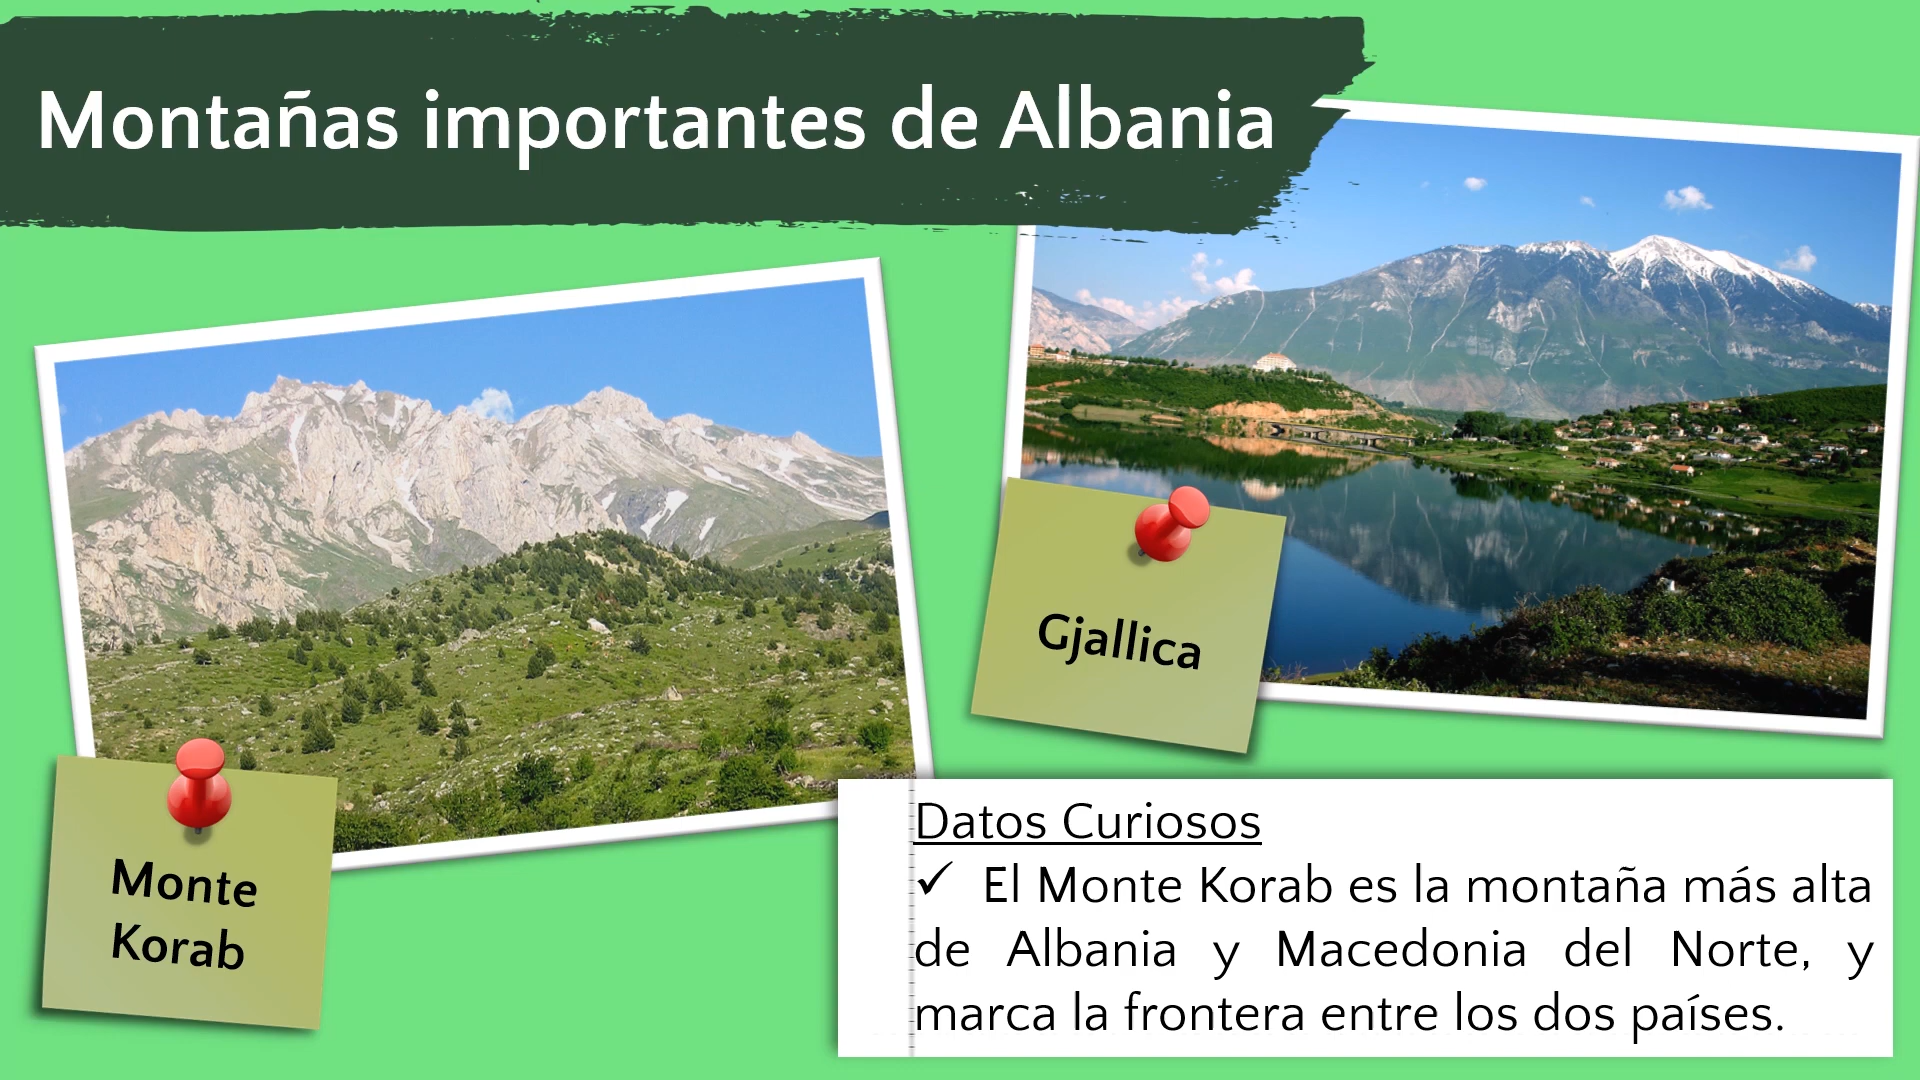 Montañas importantes de Albania
Gjallica
Monte
Korab
Datos Curiosos
✓ El Monte Korab es la montaña más alta
de Albania y Macedonia del Norte, y
marca la frontera entre los dos países.